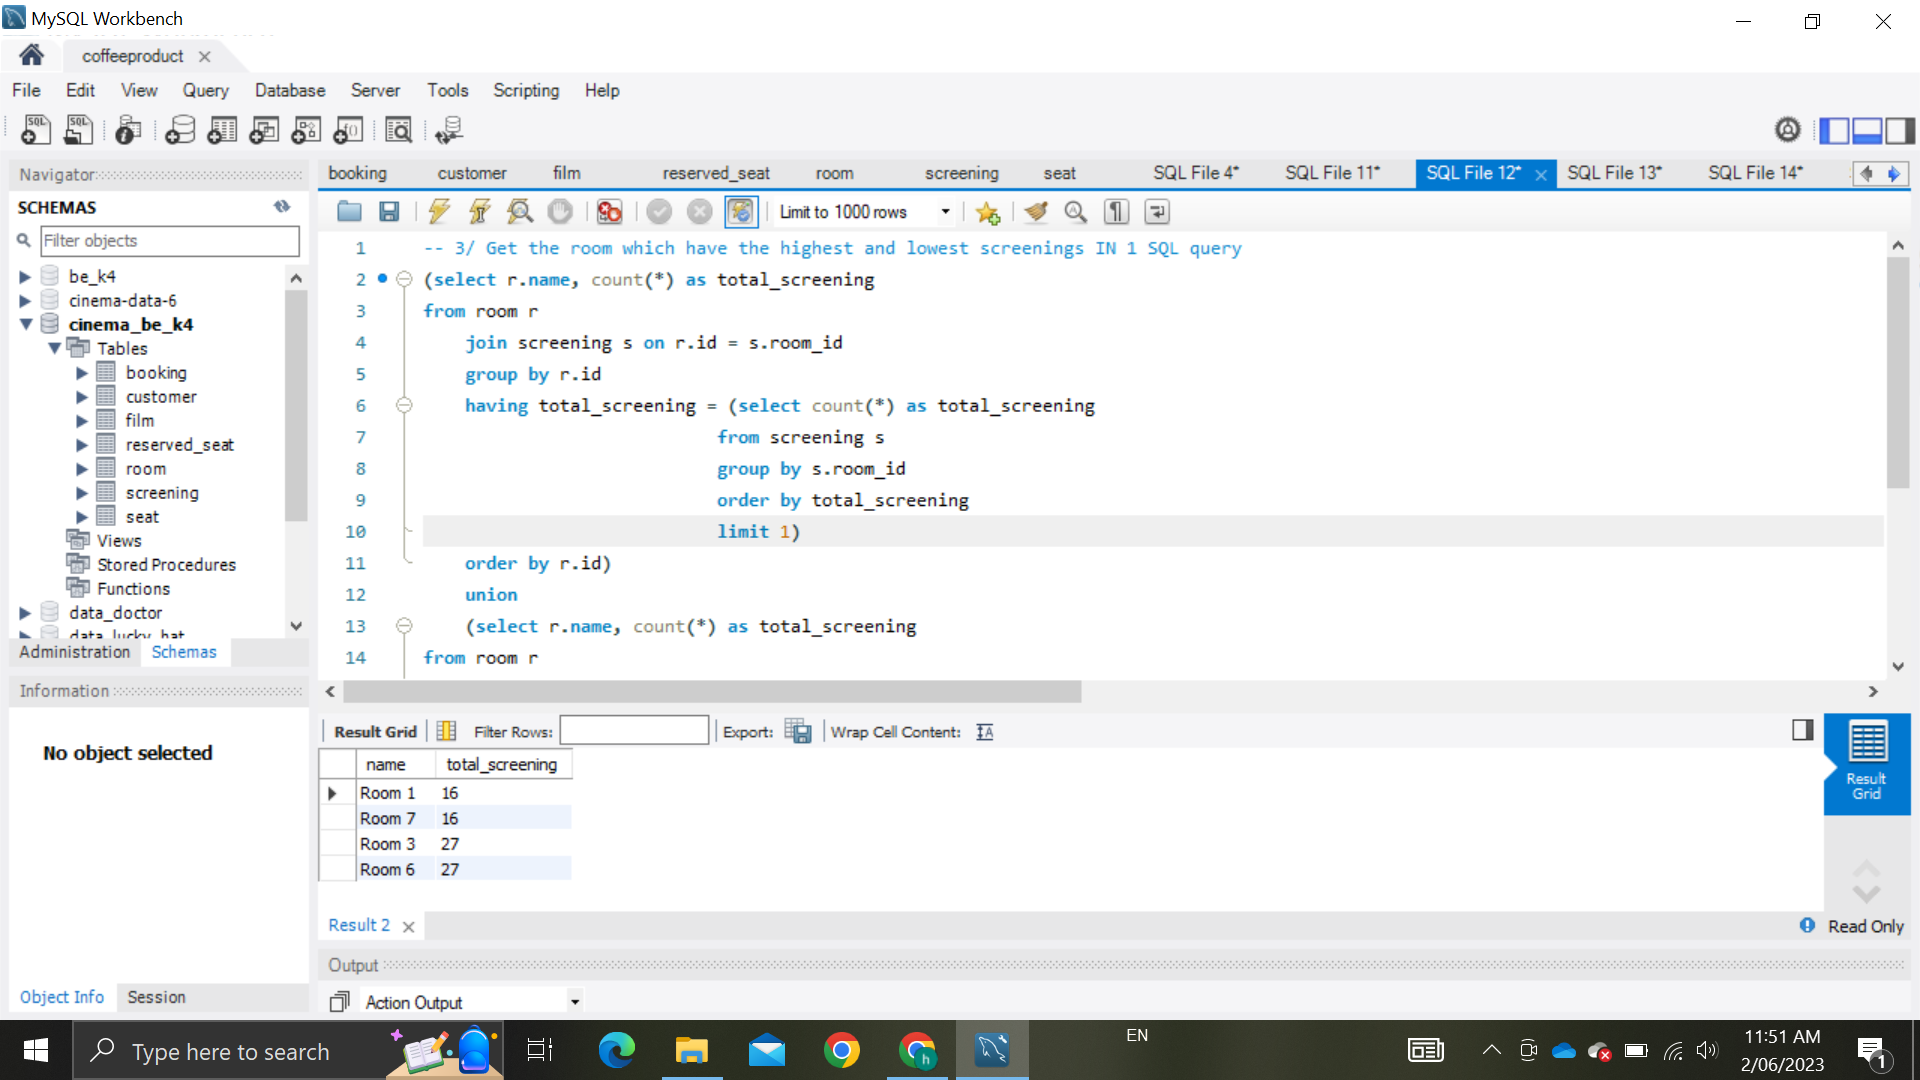 MySQL Workbench
coffeeproduct
File Edit View Query Database Server Tools Scripting Help
Navigator
SCHEMAS
Filter objects
be_k4
cinema-data-6
cinema_be_k4
Tables
booking
customer
film
reserved_seat
room
screening
seat
Views
Stored Procedures
Functions
data_doctor
data_lucky_hat
Administration Schemas
Information
No object selected
Object Info Session
booking customer film reserved_seat room screening seat SQL File 4* SQL File 11* SQL File 12* SQL File 13* SQL File 14*
Limit to 1000 rows
1 -- 3/ Get the room which have the highest and lowest screenings IN 1 SQL query
2 (select r.name, count(*) as total_screening
3 from room r
4 join screening s on r.id = s.room_id
5 group by r.id
6 having total_screening = (select count(*) as total_screening
7 from screening s
8 group by s.room_id
9 order by total_screening
10 limit 1)
11 order by r.id)
12 union
13 (select r.name, count(*) as total_screening
14 from room r
Result Grid Filter Rows: Export: Wrap Cell Content:
name total_screening
Room 1 16
Room 7 16
Room 3 27
Room 6 27
Result
Grid
Result 2
Read Only
Output
Action Output
Type here to search
EN
11:51 AM
2/06/2023
1